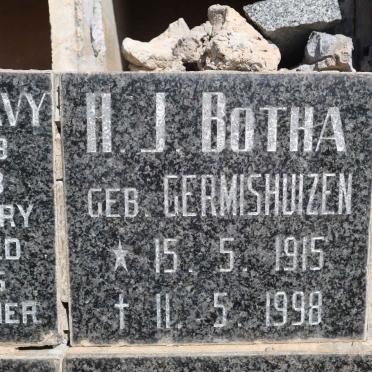 H. J. BOTHA
GEB. GERMISHUIZEN
★ 15. 5. 1915
† 11. 5. 1998